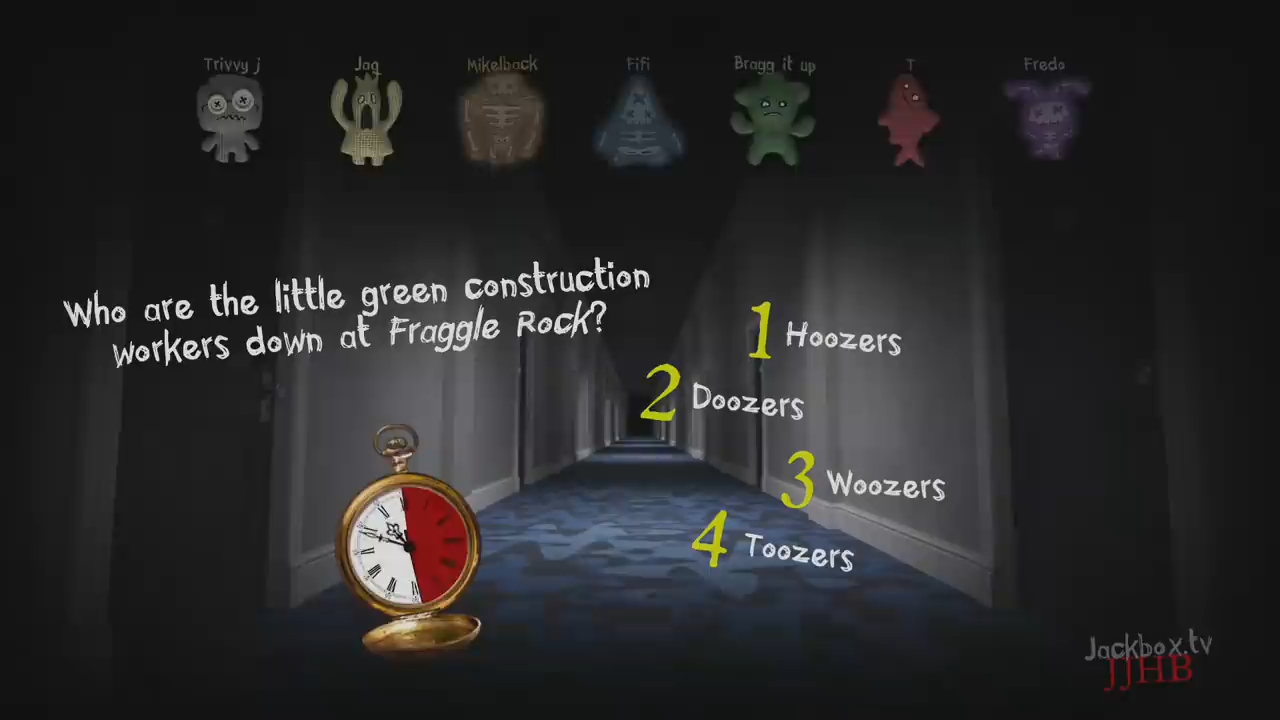 Trivvy j
Jag
Mikelback
Fifi
Bragg it up
T
Fredo
Who are the little green construction
workers down at Fraggle Rock?
1 Hoozers
2 Doozers
3 Woozers
4 Toozers
Jackbox.tv
JJHB